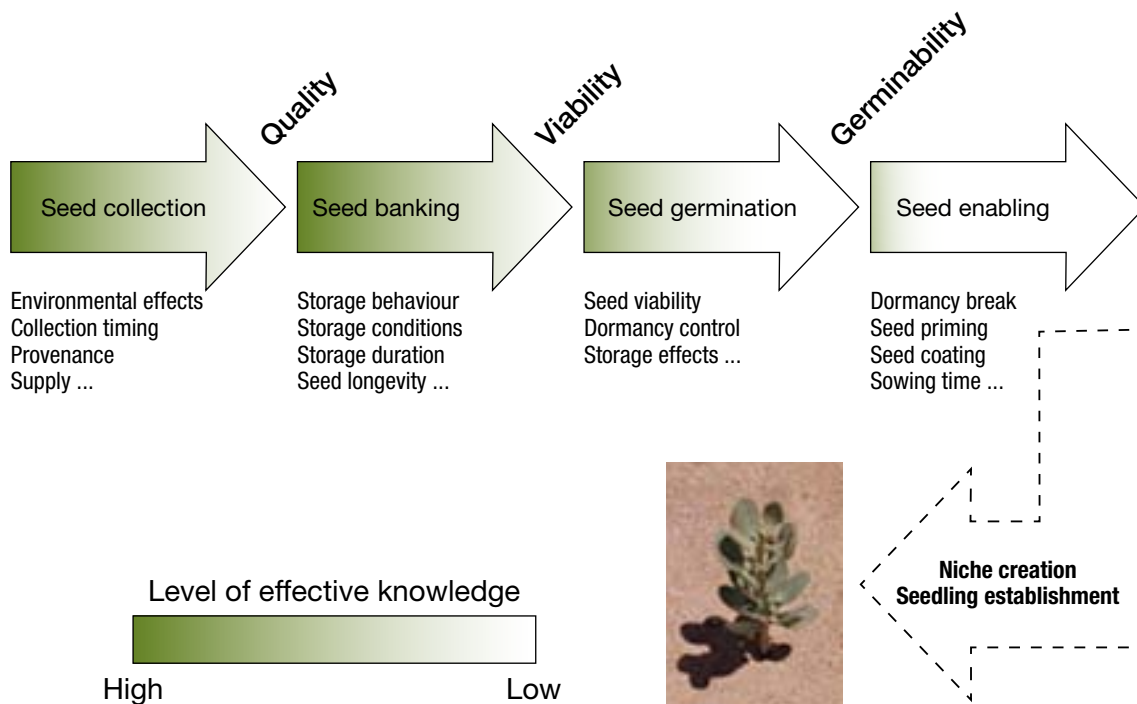 Quality
Viability
Germinability
Seed collection
Seed banking
Seed germination
Seed enabling
Environmental effects
Collection timing
Provenance
Supply ...
Storage behaviour
Storage conditions
Storage duration
Seed longevity ...
Seed viability
Dormancy control
Storage effects ...
Dormancy break
Seed priming
Seed coating
Sowing time ...
Niche creation
Seedling establishment
Level of effective knowledge
High
Low